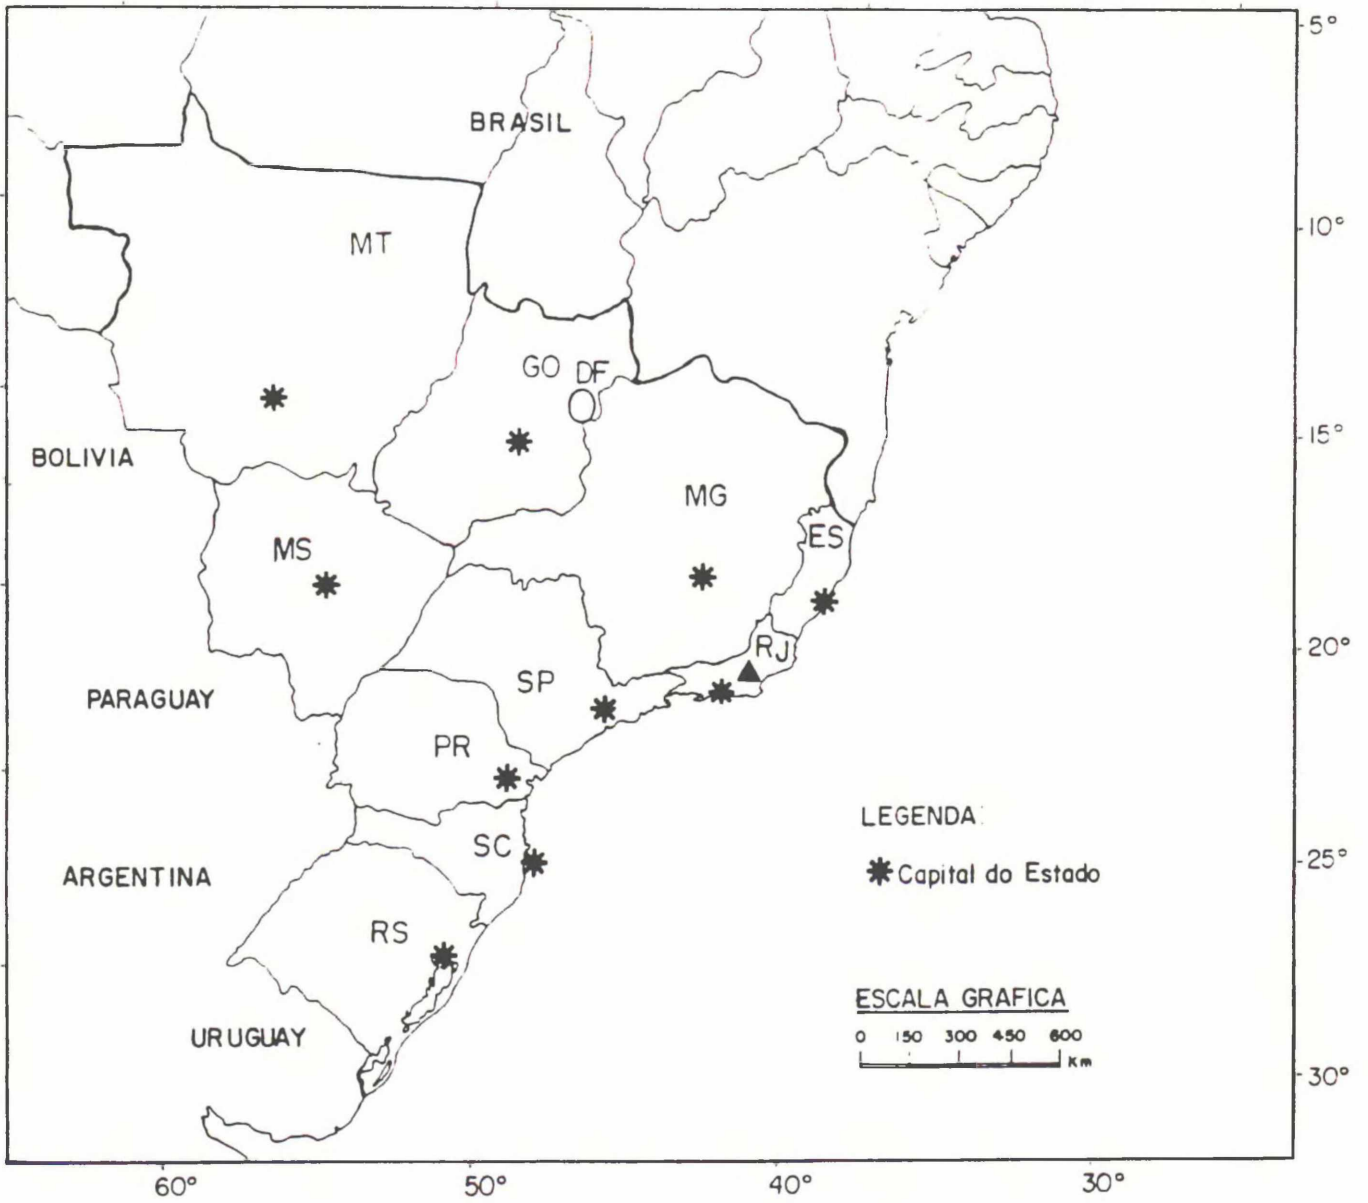 5°
BRASIL
10°
MT
GO
DF
15°
BOLIVIA
MG
ES
MS
20°
RJ
SP
PARAGUAY
PR
LEGENDA:
SC
25°
ARGENTINA
Capital do Estado
RS
ESCALA GRAFICA
URUGUAY
0 150 300 450 600
Km
30°
60° 50° 40° 30°